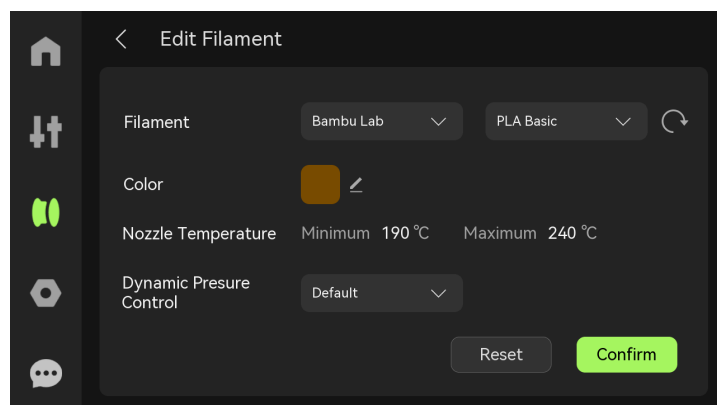 Edit Filament
Filament Bambu Lab PLA Basic
Color
Nozzle Temperature Minimum 190 ℃ Maximum 240 ℃
Dynamic Presure
Control
Default
Reset Confirm